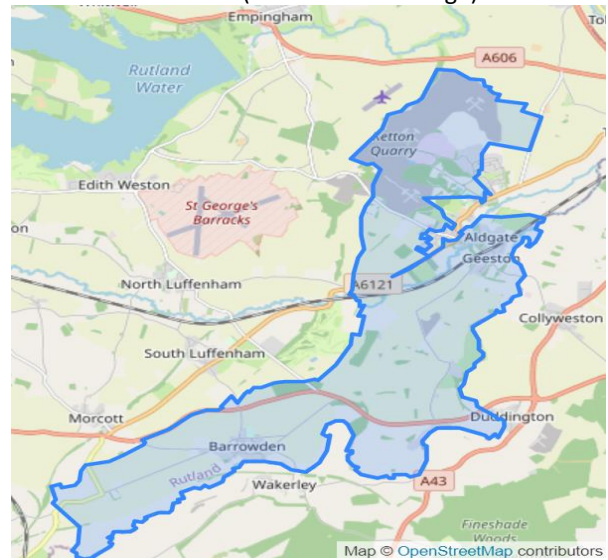 Empingham
A606
Rutland
Water
Ketton
Quarry
Edith Weston
St George's
Barracks
Aldgate
Geeston
North Luffenham
A6121
Collyweston
South Luffenham
Morcott
Duddington
Barrowden
Rutland
Wakerley
A43
Fineshade
Woods
Map © OpenStreetMap contributors